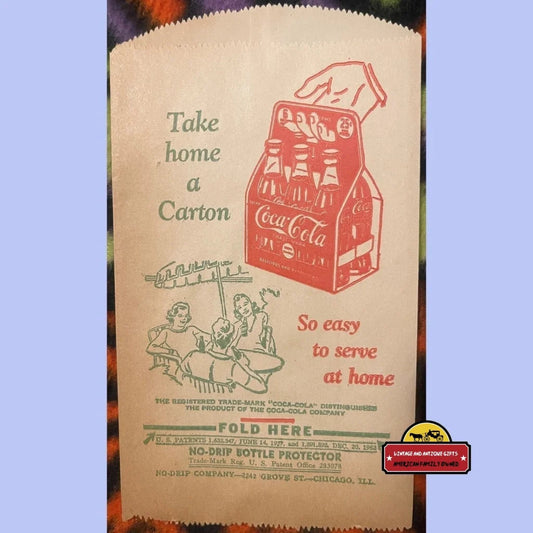 Take
home
a
Carton
Coca-Cola
So easy
to serve
at home
THE REGISTERED TRADE-MARK "COCA-COLA" DISTINGUISHES
THE PRODUCT OF THE COCA-COLA COMPANY
FOLD HERE
NO-DRIP BOTTLE PROTECTOR
Trade-Mark Reg. U. S. Patent Office
NO-DRIP COMPANY—2242 GROVE ST.—CHICAGO, ILL.
VINTAGE AND ANTIQUE GIFTS
AMERICAN FAMILY OWNED